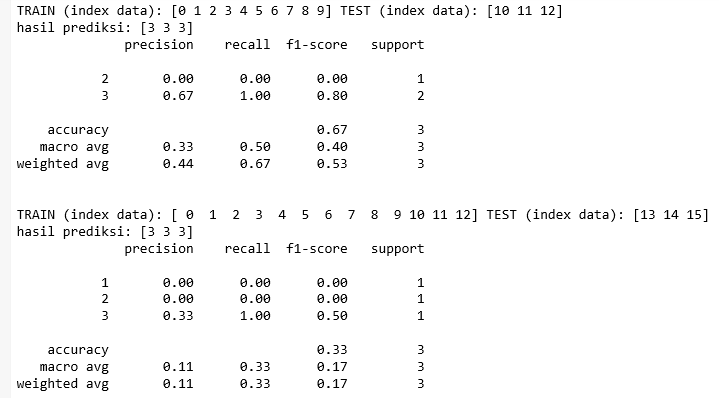 TRAIN (index data): [0 1 2 3 4 5 6 7 8 9] TEST (index data): [10 11 12]
hasil prediksi: [3 3 3]
precision recall f1-score support
2 0.00 0.00 0.00 1
3 0.67 1.00 0.80 2
accuracy 0.67 3
macro avg 0.33 0.50 0.40 3
weighted avg 0.44 0.67 0.53 3
TRAIN (index data): [ 0 1 2 3 4 5 6 7 8 9 10 11 12] TEST (index data): [13 14 15]
hasil prediksi: [3 3 3]
precision recall f1-score support
1 0.00 0.00 0.00 1
2 0.00 0.00 0.00 1
3 0.33 1.00 0.50 1
accuracy 0.33 3
macro avg 0.11 0.33 0.17 3
weighted avg 0.11 0.33 0.17 3